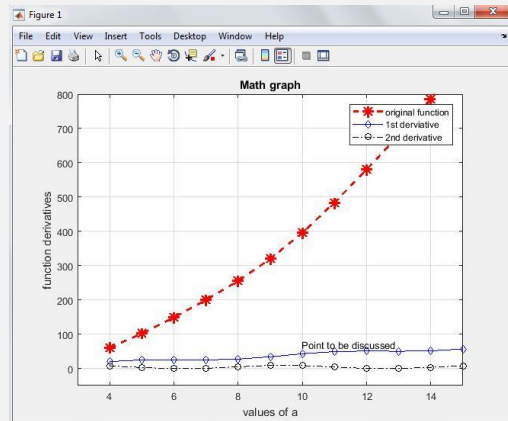 Figure 1
File Edit View Insert Tools Desktop Window Help
Math graph
800
700
600
500
400
300
200
100
0
function derivatives
original function
1st derviative
2nd derivative
Point to be discussed
4 6 8 10 12 14
values of a